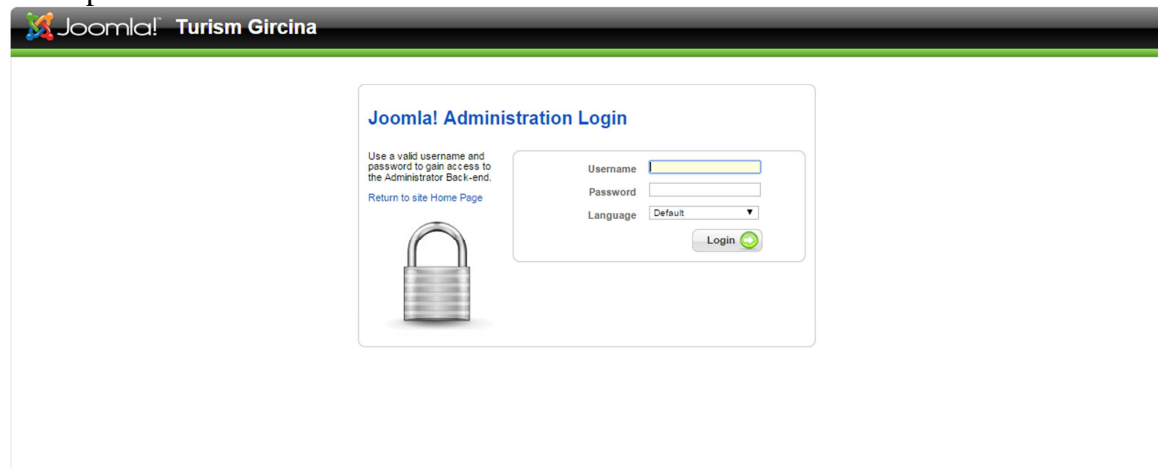 Joomla! Turism Gircina
Joomla! Administration Login
Use a valid username and
password to gain access to
the Administrator Back-end.
Return to site Home Page
Username
Password
Language Default
Login